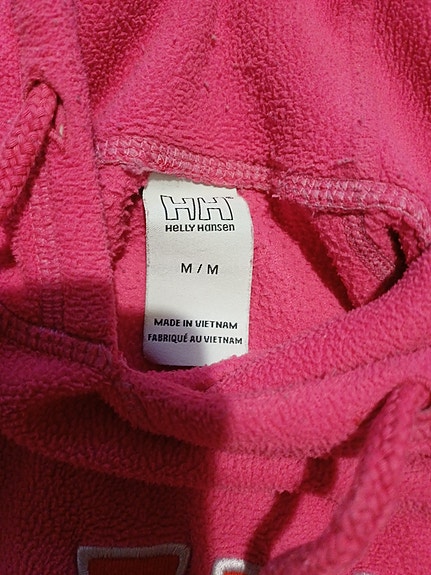 HH
HELLY HANSEN
M / M
MADE IN VIETNAM
FABRIQUÉ AU VIETNAM